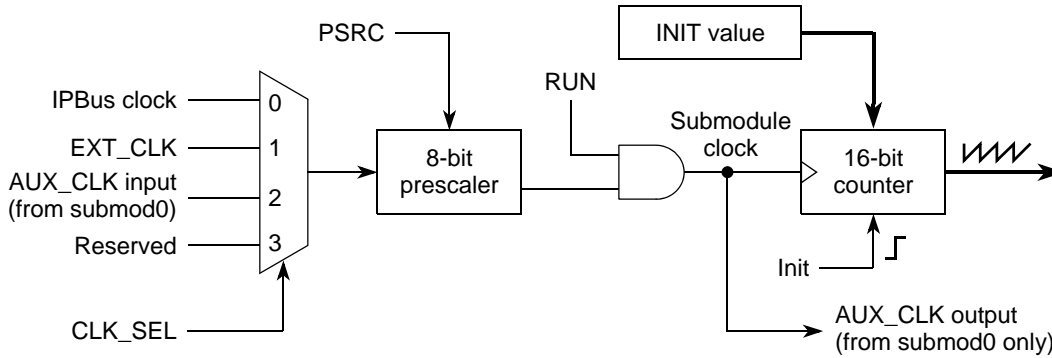 PSRC
INIT value
RUN
IPBus clock
0
EXT_CLK
1
AUX_CLK input
(from submod0)
2
Reserved
3
8-bit
prescaler
Submodule
clock
16-bit
counter
Init
CLK_SEL
AUX_CLK output
(from submod0 only)